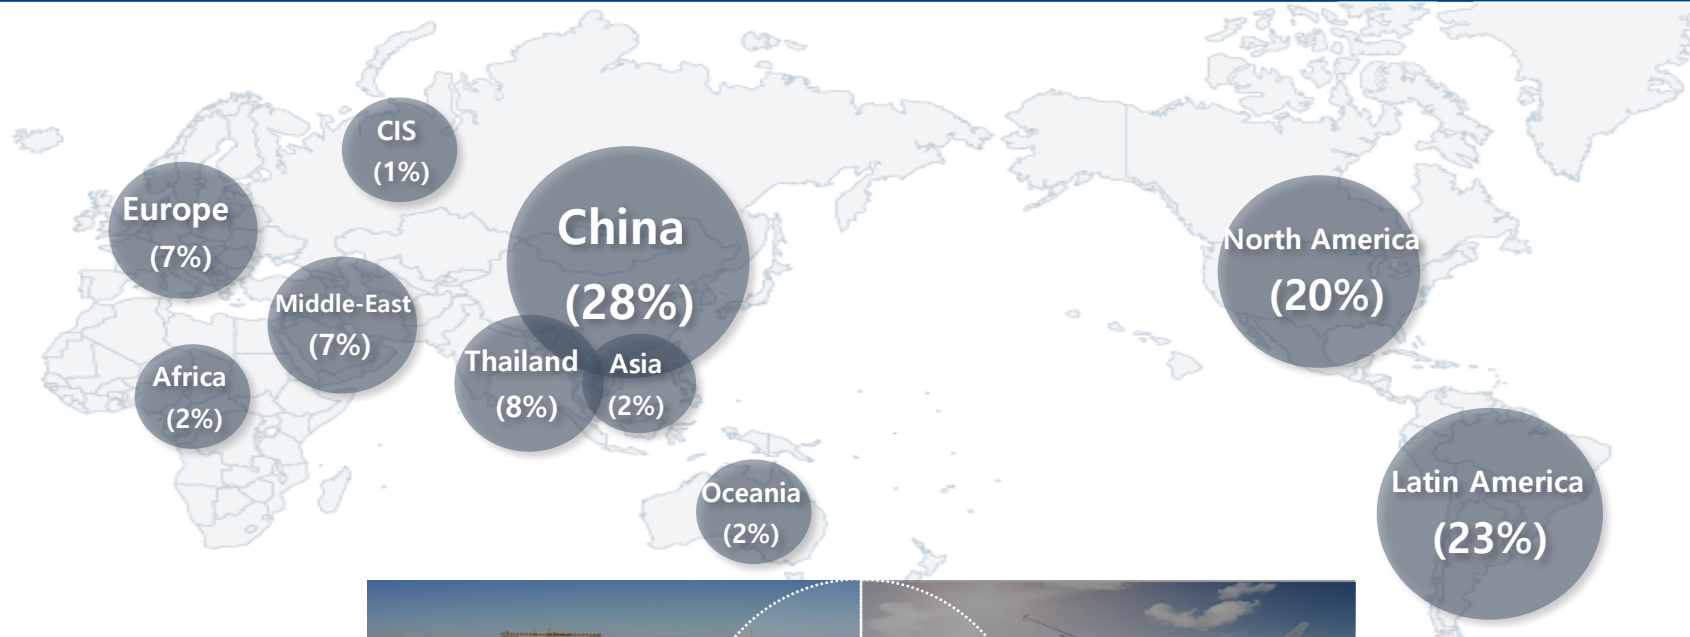 CIS
(1%)
Europe
(7%)
China
(28%)
North America
(20%)
Middle-East
(7%)
Thailand
(8%)
Asia
(2%)
Africa
(2%)
Oceania
(2%)
Latin America
(23%)